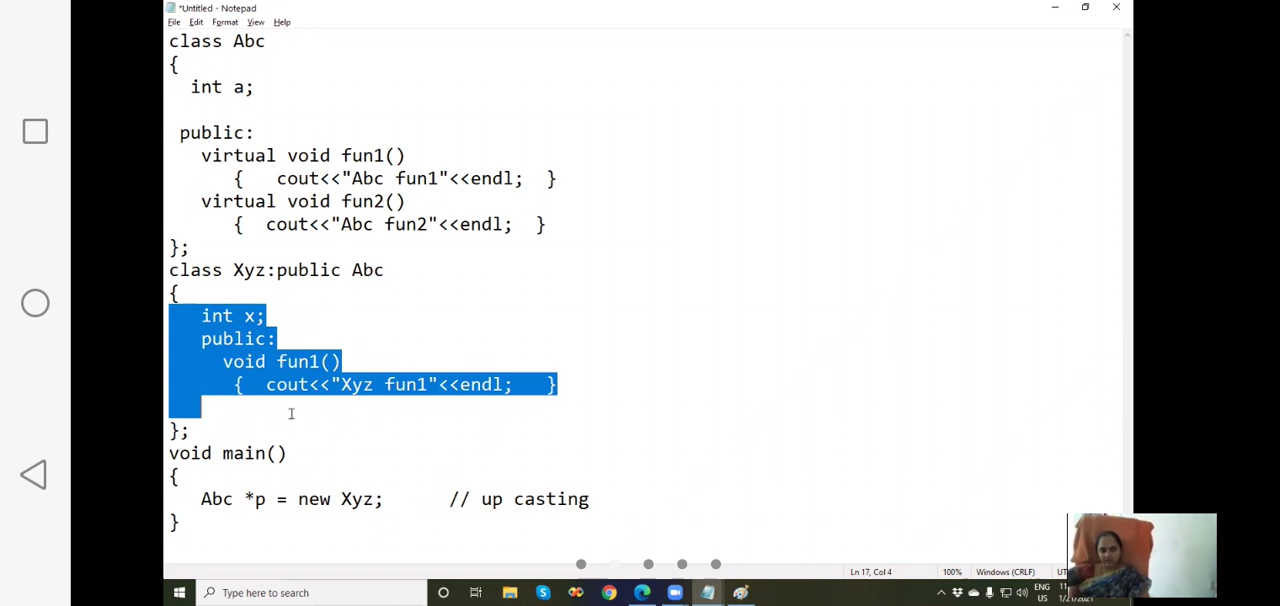 *Untitled - Notepad
File Edit Format View Help
class Abc
{
int a;
public:
virtual void fun1()
{ cout<<"Abc fun1"<<endl; }
virtual void fun2()
{ cout<<"Abc fun2"<<endl; }
};
class Xyz:public Abc
{
int x;
public:
void fun1()
{ cout<<"Xyz fun1"<<endl; }
};
void main()
{
Abc *p = new Xyz; // up casting
}
Ln 17, Col 4 100% Windows (CRLF)
Type here to search
ENG
US